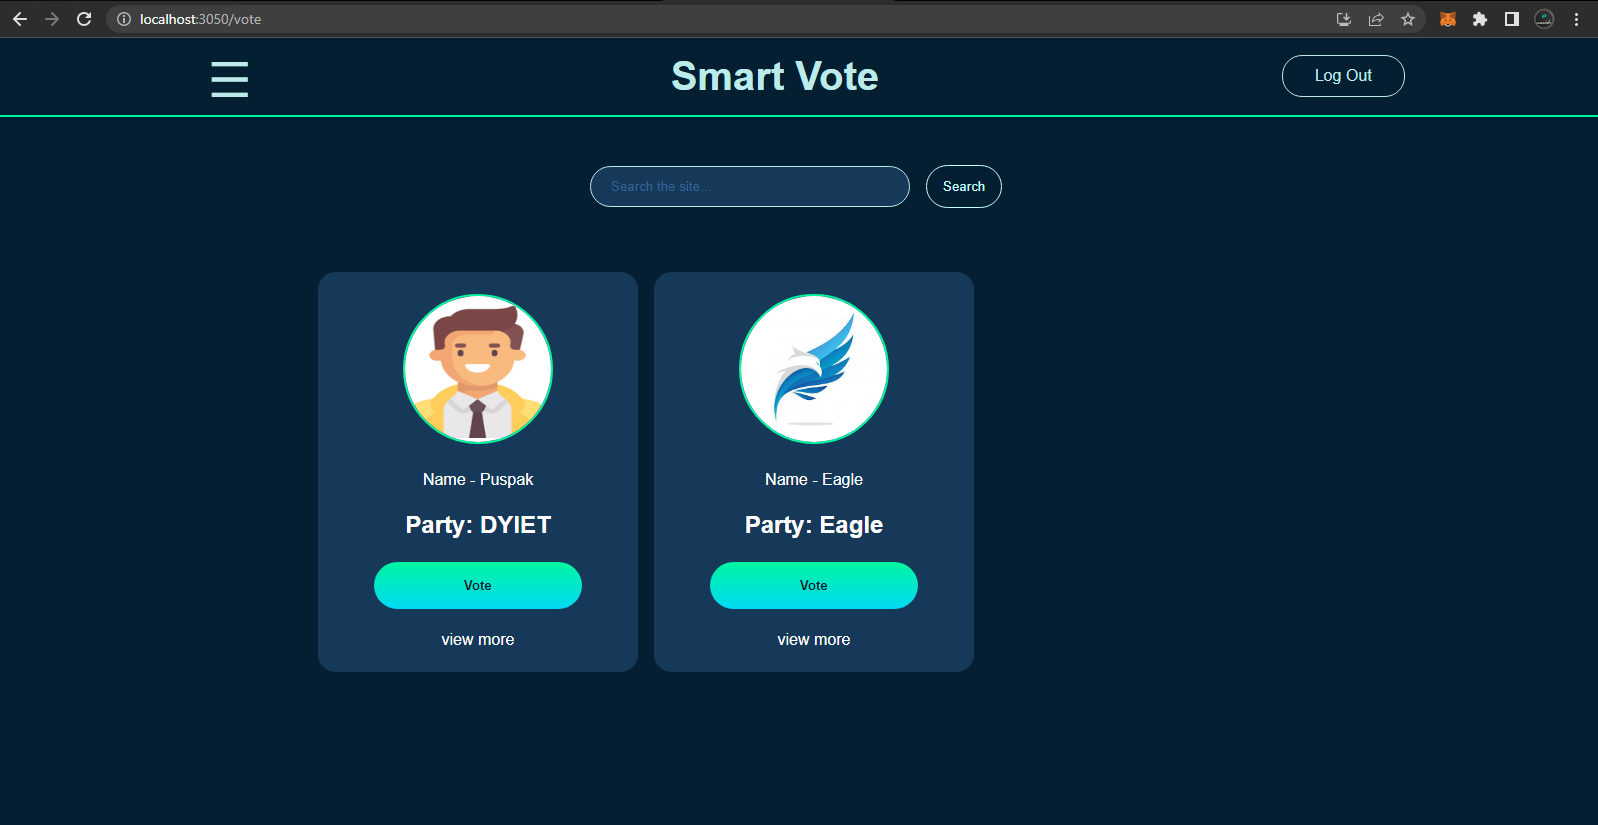 localhost:3050/vote
Smart Vote
Log Out
Search the site...
Search
Name - Puspak
Party: DYIET
Vote
view more
Name - Eagle
Party: Eagle
Vote
view more